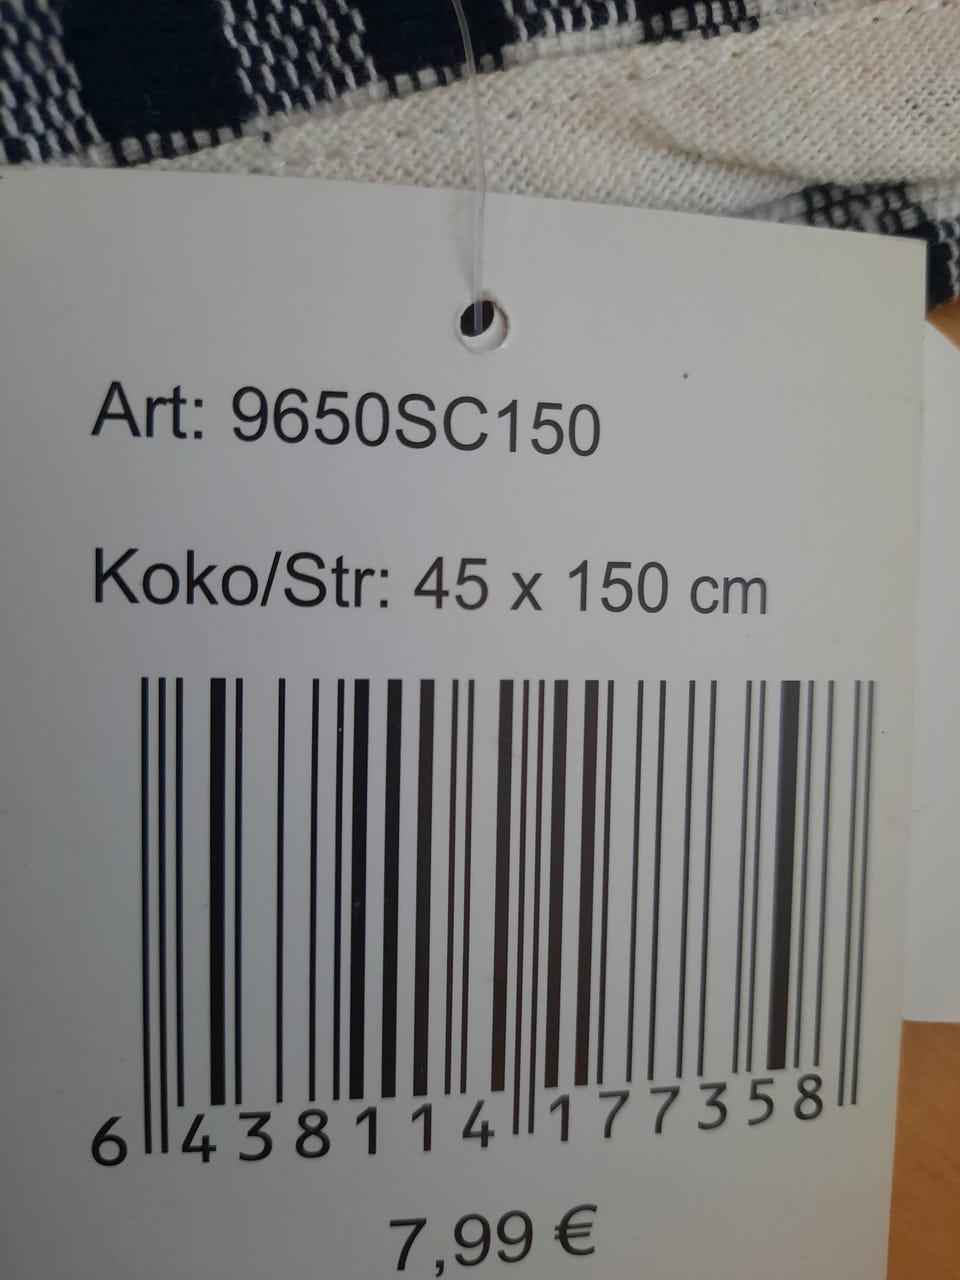 Art: 9650SC150
Koko/Str: 45 x 150 cm
6 438114 177358
7,99 €